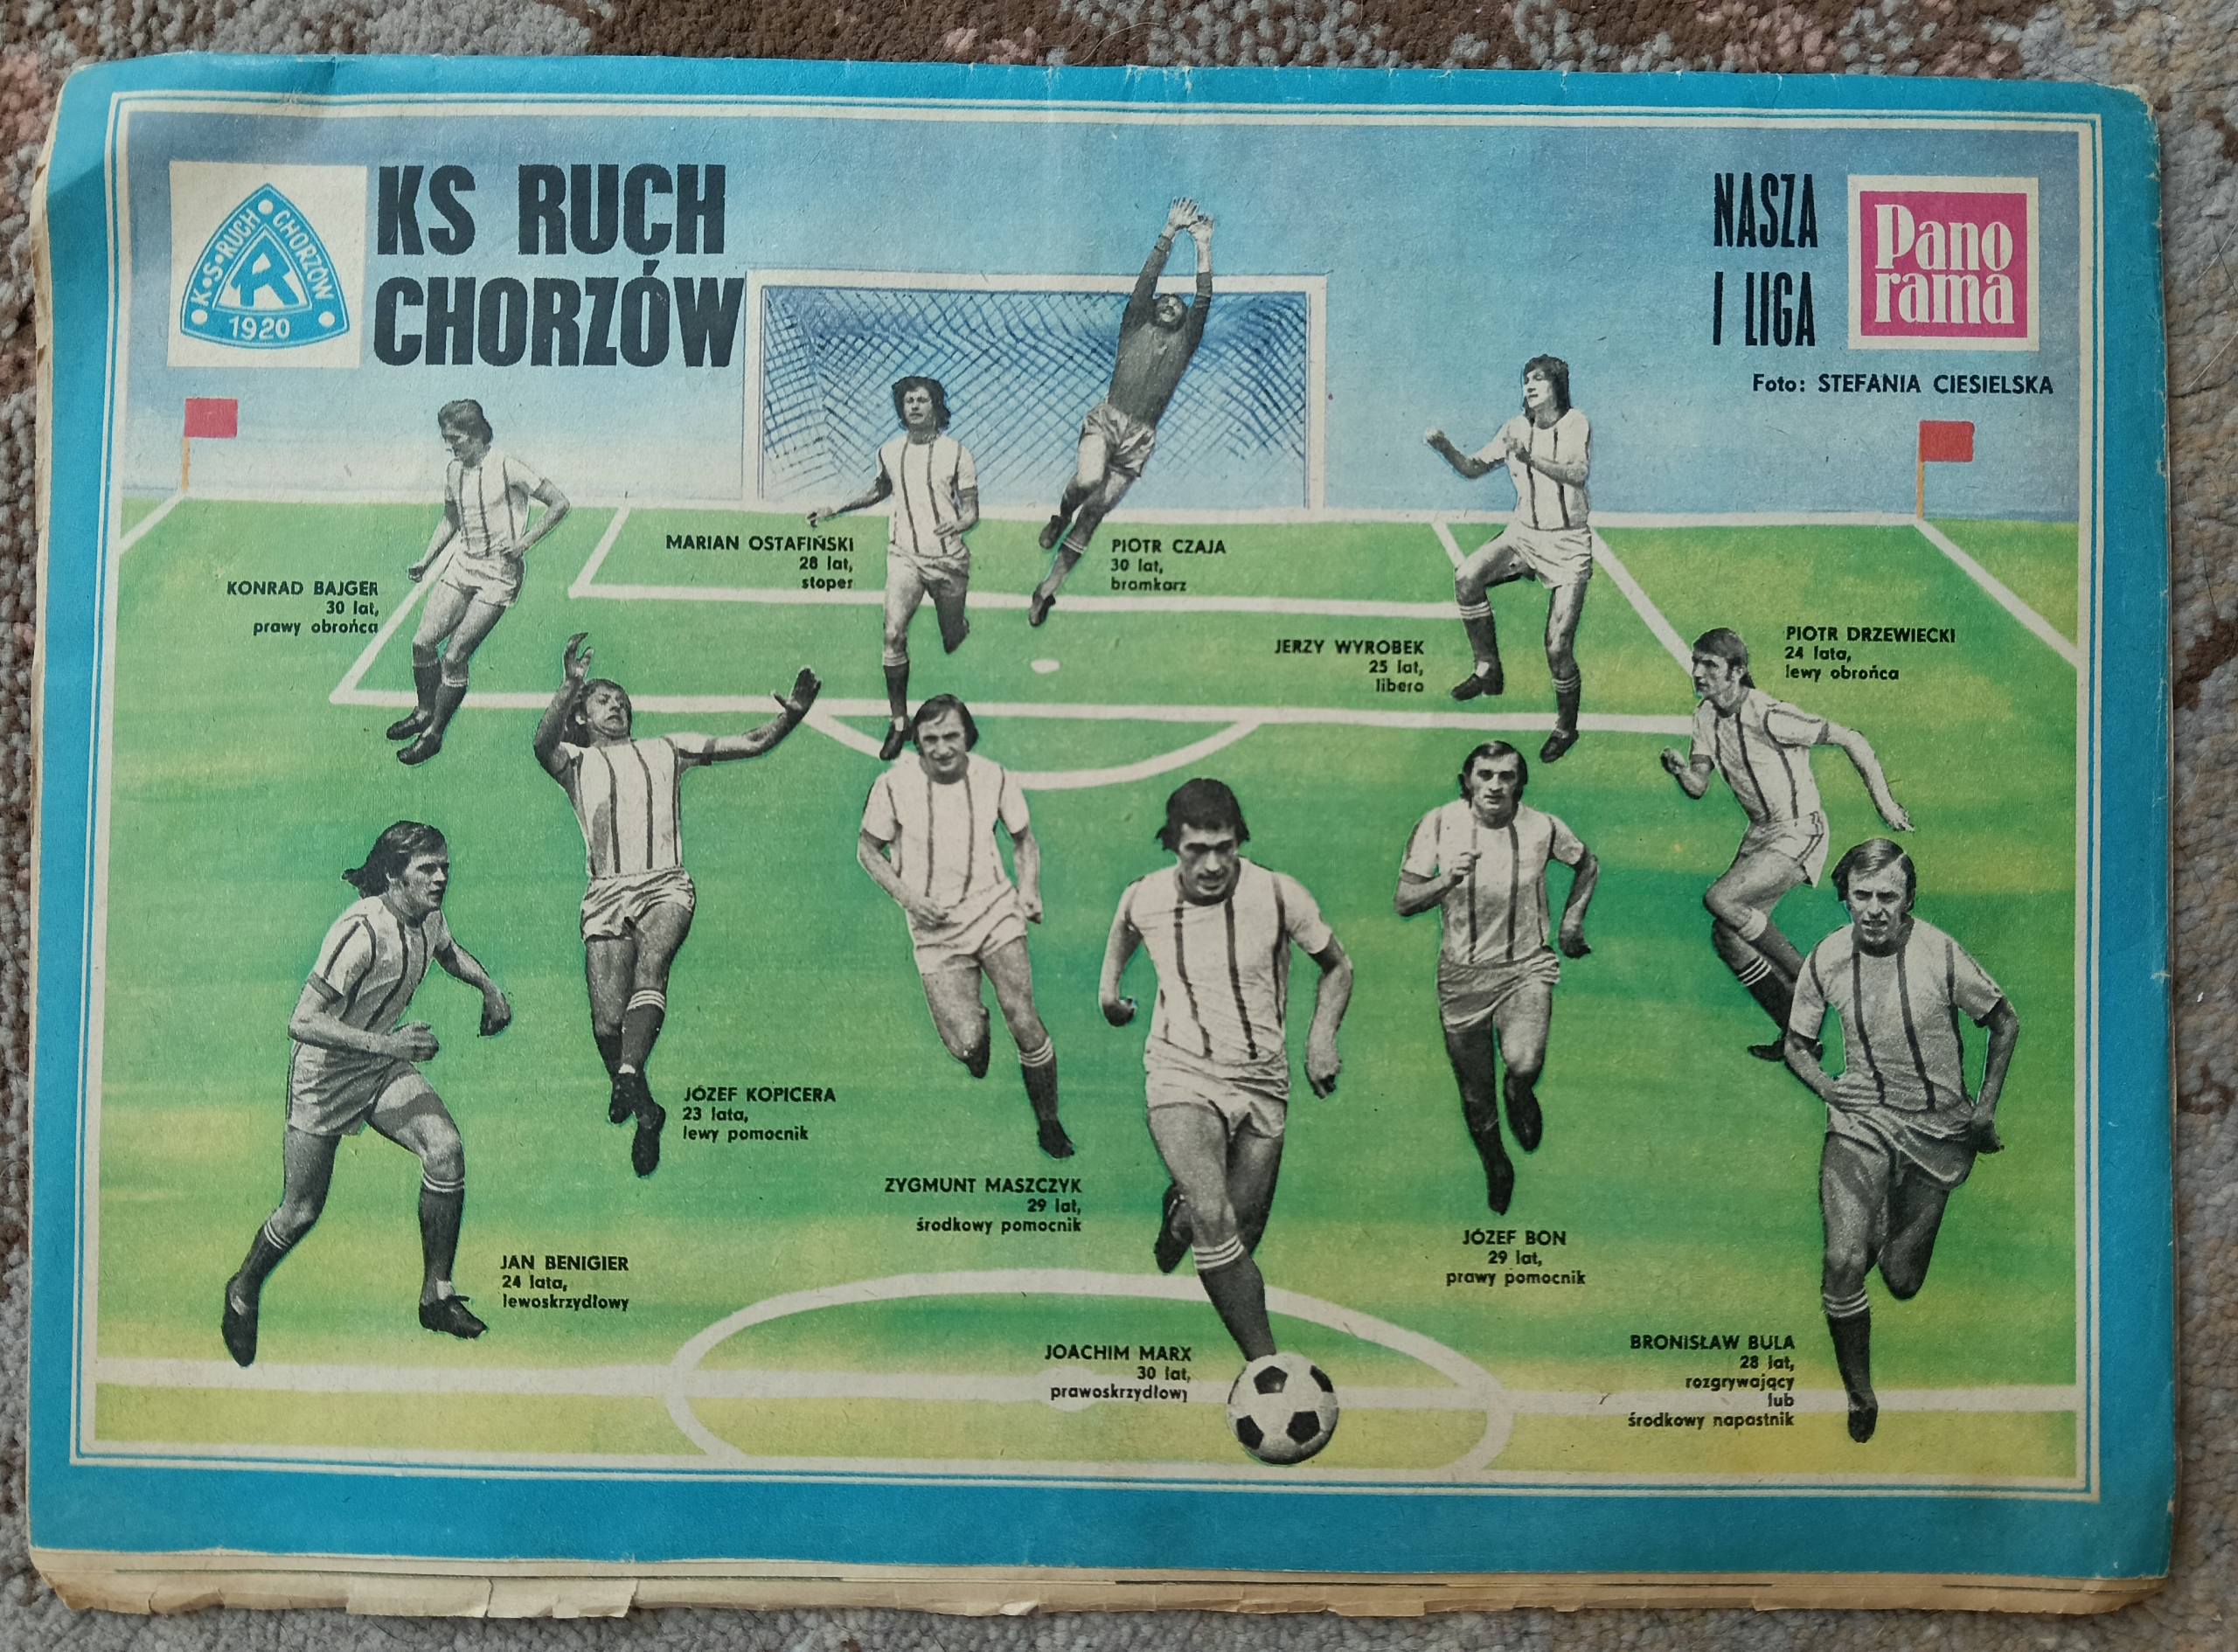 K•S•RUCH CHORZÓW
R
1920
KS RUCH
CHORZÓW
NASZA
I LIGA
Pano
rama
Foto: STEFANIA CIESIELSKA
KONRAD BAJGER
30 lat,
prawy obrońca
MARIAN OSTAFIŃSKI
28 lat,
stoper
PIOTR CZAJA
30 lat,
bramkarz
JERZY WYROBEK
25 lat,
libero
PIOTR DRZEWIECKI
24 lata,
lewy obrońca
JÓZEF KOPICERA
23 lata,
lewy pomocnik
ZYGMUNT MASZCZYK
29 lat,
środkowy pomocnik
JAN BENIGIER
24 lata,
lewoskrzydłowy
JOACHIM MARX
30 lat,
prawoskrzydłowy
JÓZEF BON
29 lat,
prawy pomocnik
BRONISŁAW BULA
28 lat,
rozgrywający
lub
środkowy napastnik